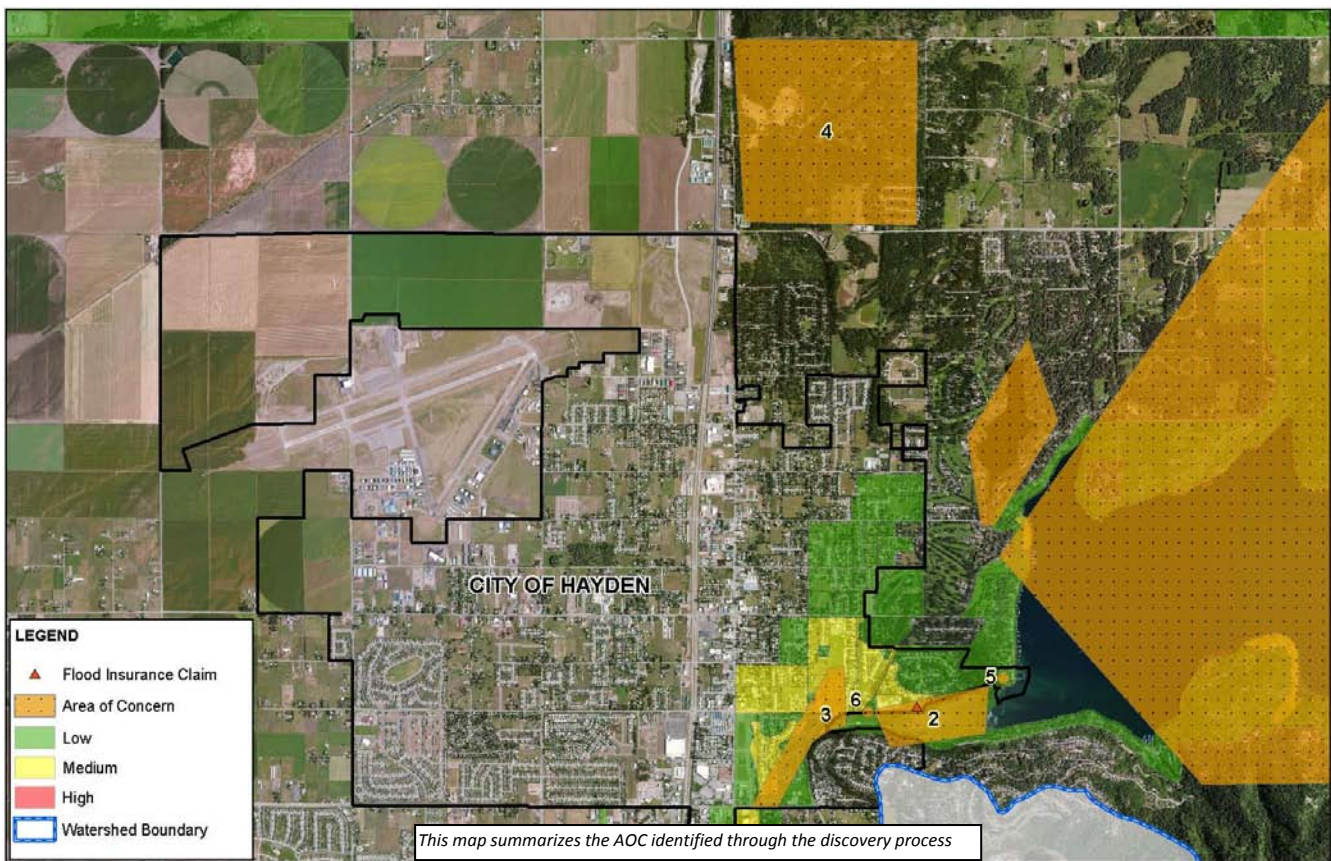 4
CITY OF HAYDEN
5
6
3
2
LEGEND
Flood Insurance Claim
Area of Concern
Low
Medium
High
Watershed Boundary
This map summarizes the AOC identified through the discovery process